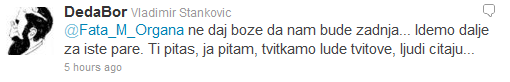 DedaBor Vladimir Stankovic
@Fata_M_Organa ne daj boze da nam bude zadnja... Idemo dalje
za iste pare. Ti pitas, ja pitam, tvitkamo lude tvitove, ljudi citaju...
5 hours ago